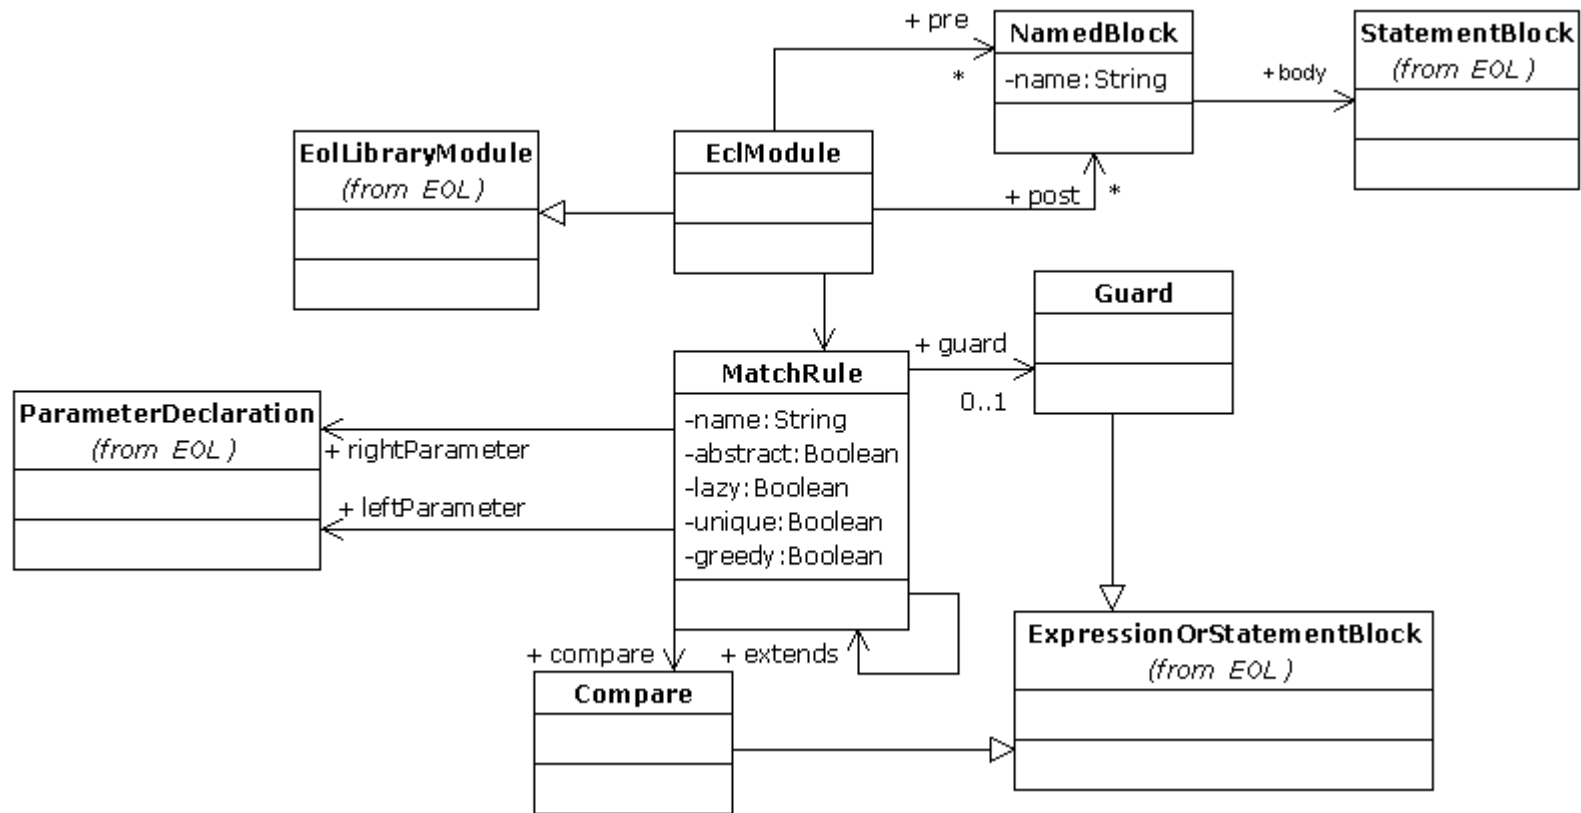 + pre
*
NamedBlock
-name:String
+body
StatementBlock
(from EOL)
EolLibraryModule
(from EOL)
EclModule
+ post
*
Guard
+ guard
0..1
MatchRule
-name:String
-abstract:Boolean
-lazy:Boolean
-unique:Boolean
-greedy:Boolean
ParameterDeclaration
(from EOL)
+ rightParameter
+ leftParameter
+ compare
+ extends
Compare
ExpressionOrStatementBlock
(from EOL)